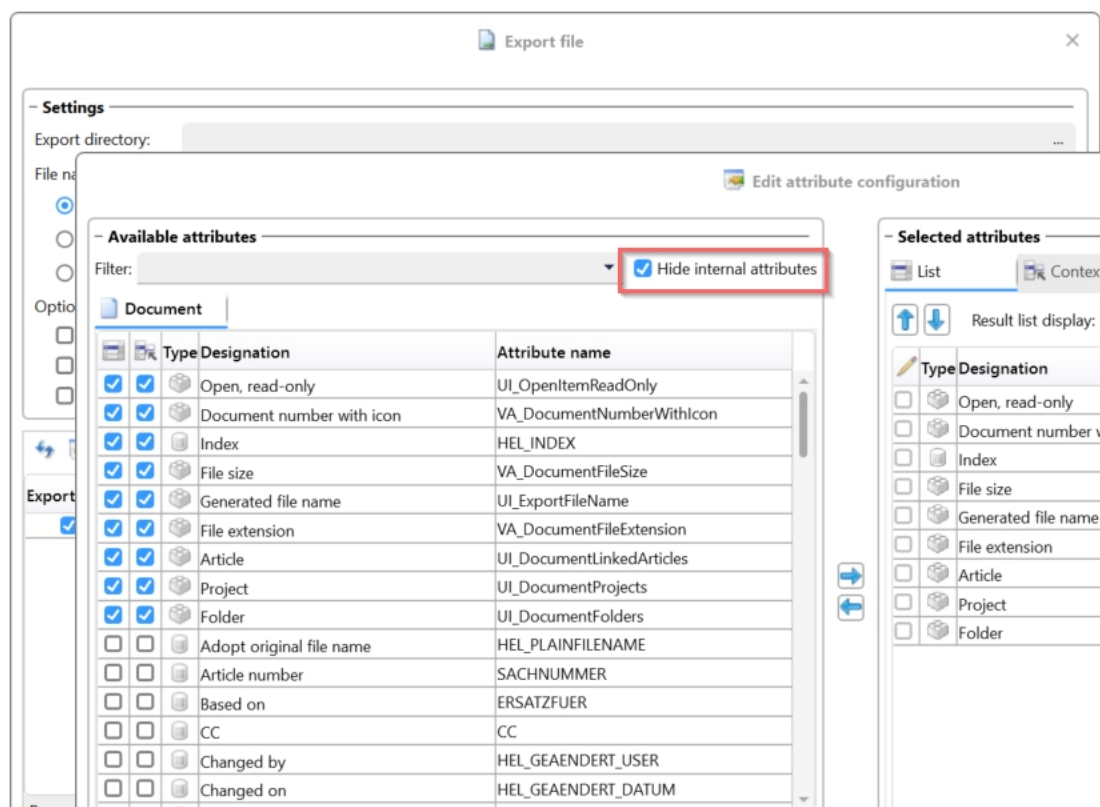 Export file
Settings
Export directory: ...
File na
Edit attribute configuration
Available attributes
Selected attributes
Filter: Hide internal attributes
List Contex
Document
Optio
Result list display:
Type Designation Attribute name
Type Designation
Open, read-only UI_OpenItemReadOnly
Open, read-only
Document number with icon VA_DocumentNumberWithIcon
Document number w
Index HEL_INDEX
Index
File size VA_DocumentFileSize
File size
Export
Generated file name UI_ExportFileName
Generated file name
File extension VA_DocumentFileExtension
File extension
Article UI_DocumentLinkedArticles
Article
Project UI_DocumentProjects
Project
Folder UI_DocumentFolders
Folder
Adopt original file name HEL_PLAINFILENAME
Article number SACHNUMMER
Based on ERSATZFUER
CC CC
Changed by HEL_GEAENDERT_USER
Changed on HEL_GEAENDERT_DATUM